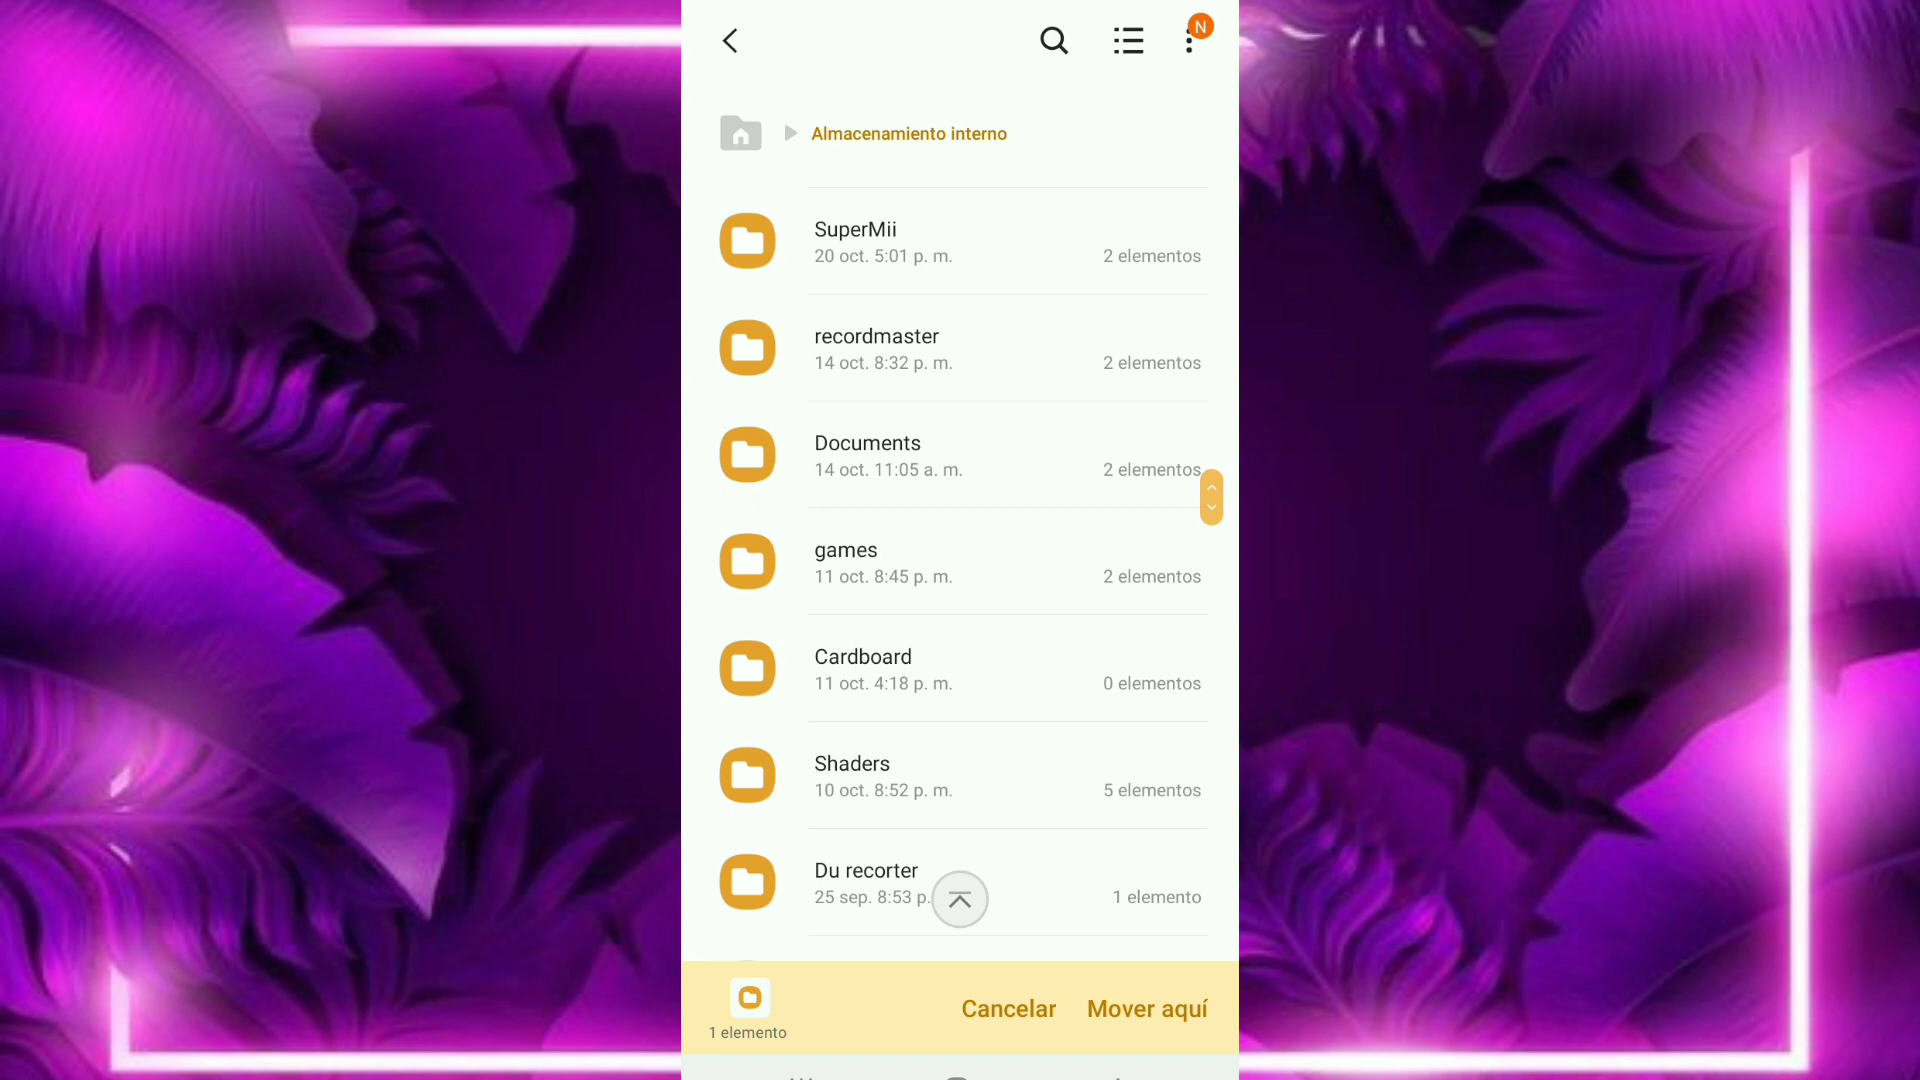 N
Almacenamiento interno
SuperMii
20 oct. 5:01 p. m.
2 elementos
recordmaster
14 oct. 8:32 p. m.
2 elementos
Documents
14 oct. 11:05 a. m.
2 elementos
games
11 oct. 8:45 p. m.
2 elementos
Cardboard
11 oct. 4:18 p. m.
0 elementos
Shaders
10 oct. 8:52 p. m.
5 elementos
Du recorter
25 sep. 8:53 p.
1 elemento
1 elemento
Cancelar
Mover aquí